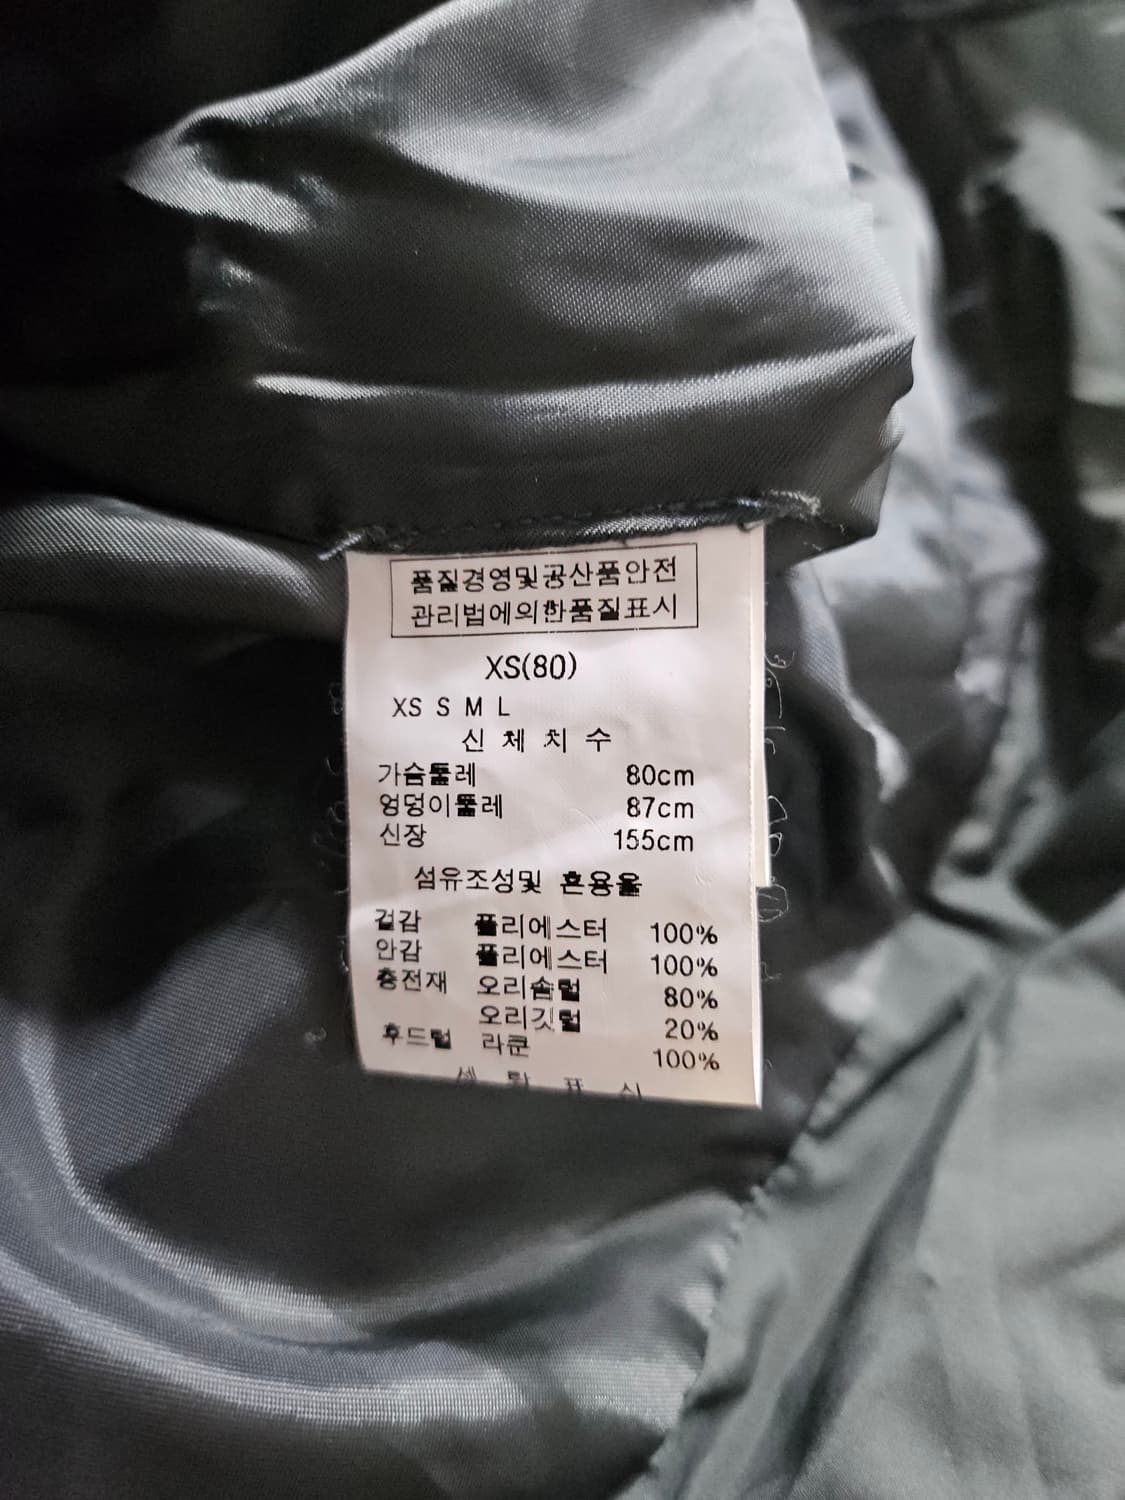 품질경영및공산품안전
관리법에의한품질표시
XS(80)
XS S M L
신 체 치 수
가슴둘레 80cm
엉덩이둘레 87cm
신장 155cm
섬유조성및 혼용율
겉감 폴리에스터 100%
안감 폴리에스터 100%
충전재 오리솜털 80%
오리깃털 20%
후드털 라쿤 100%
세 탁 표 시